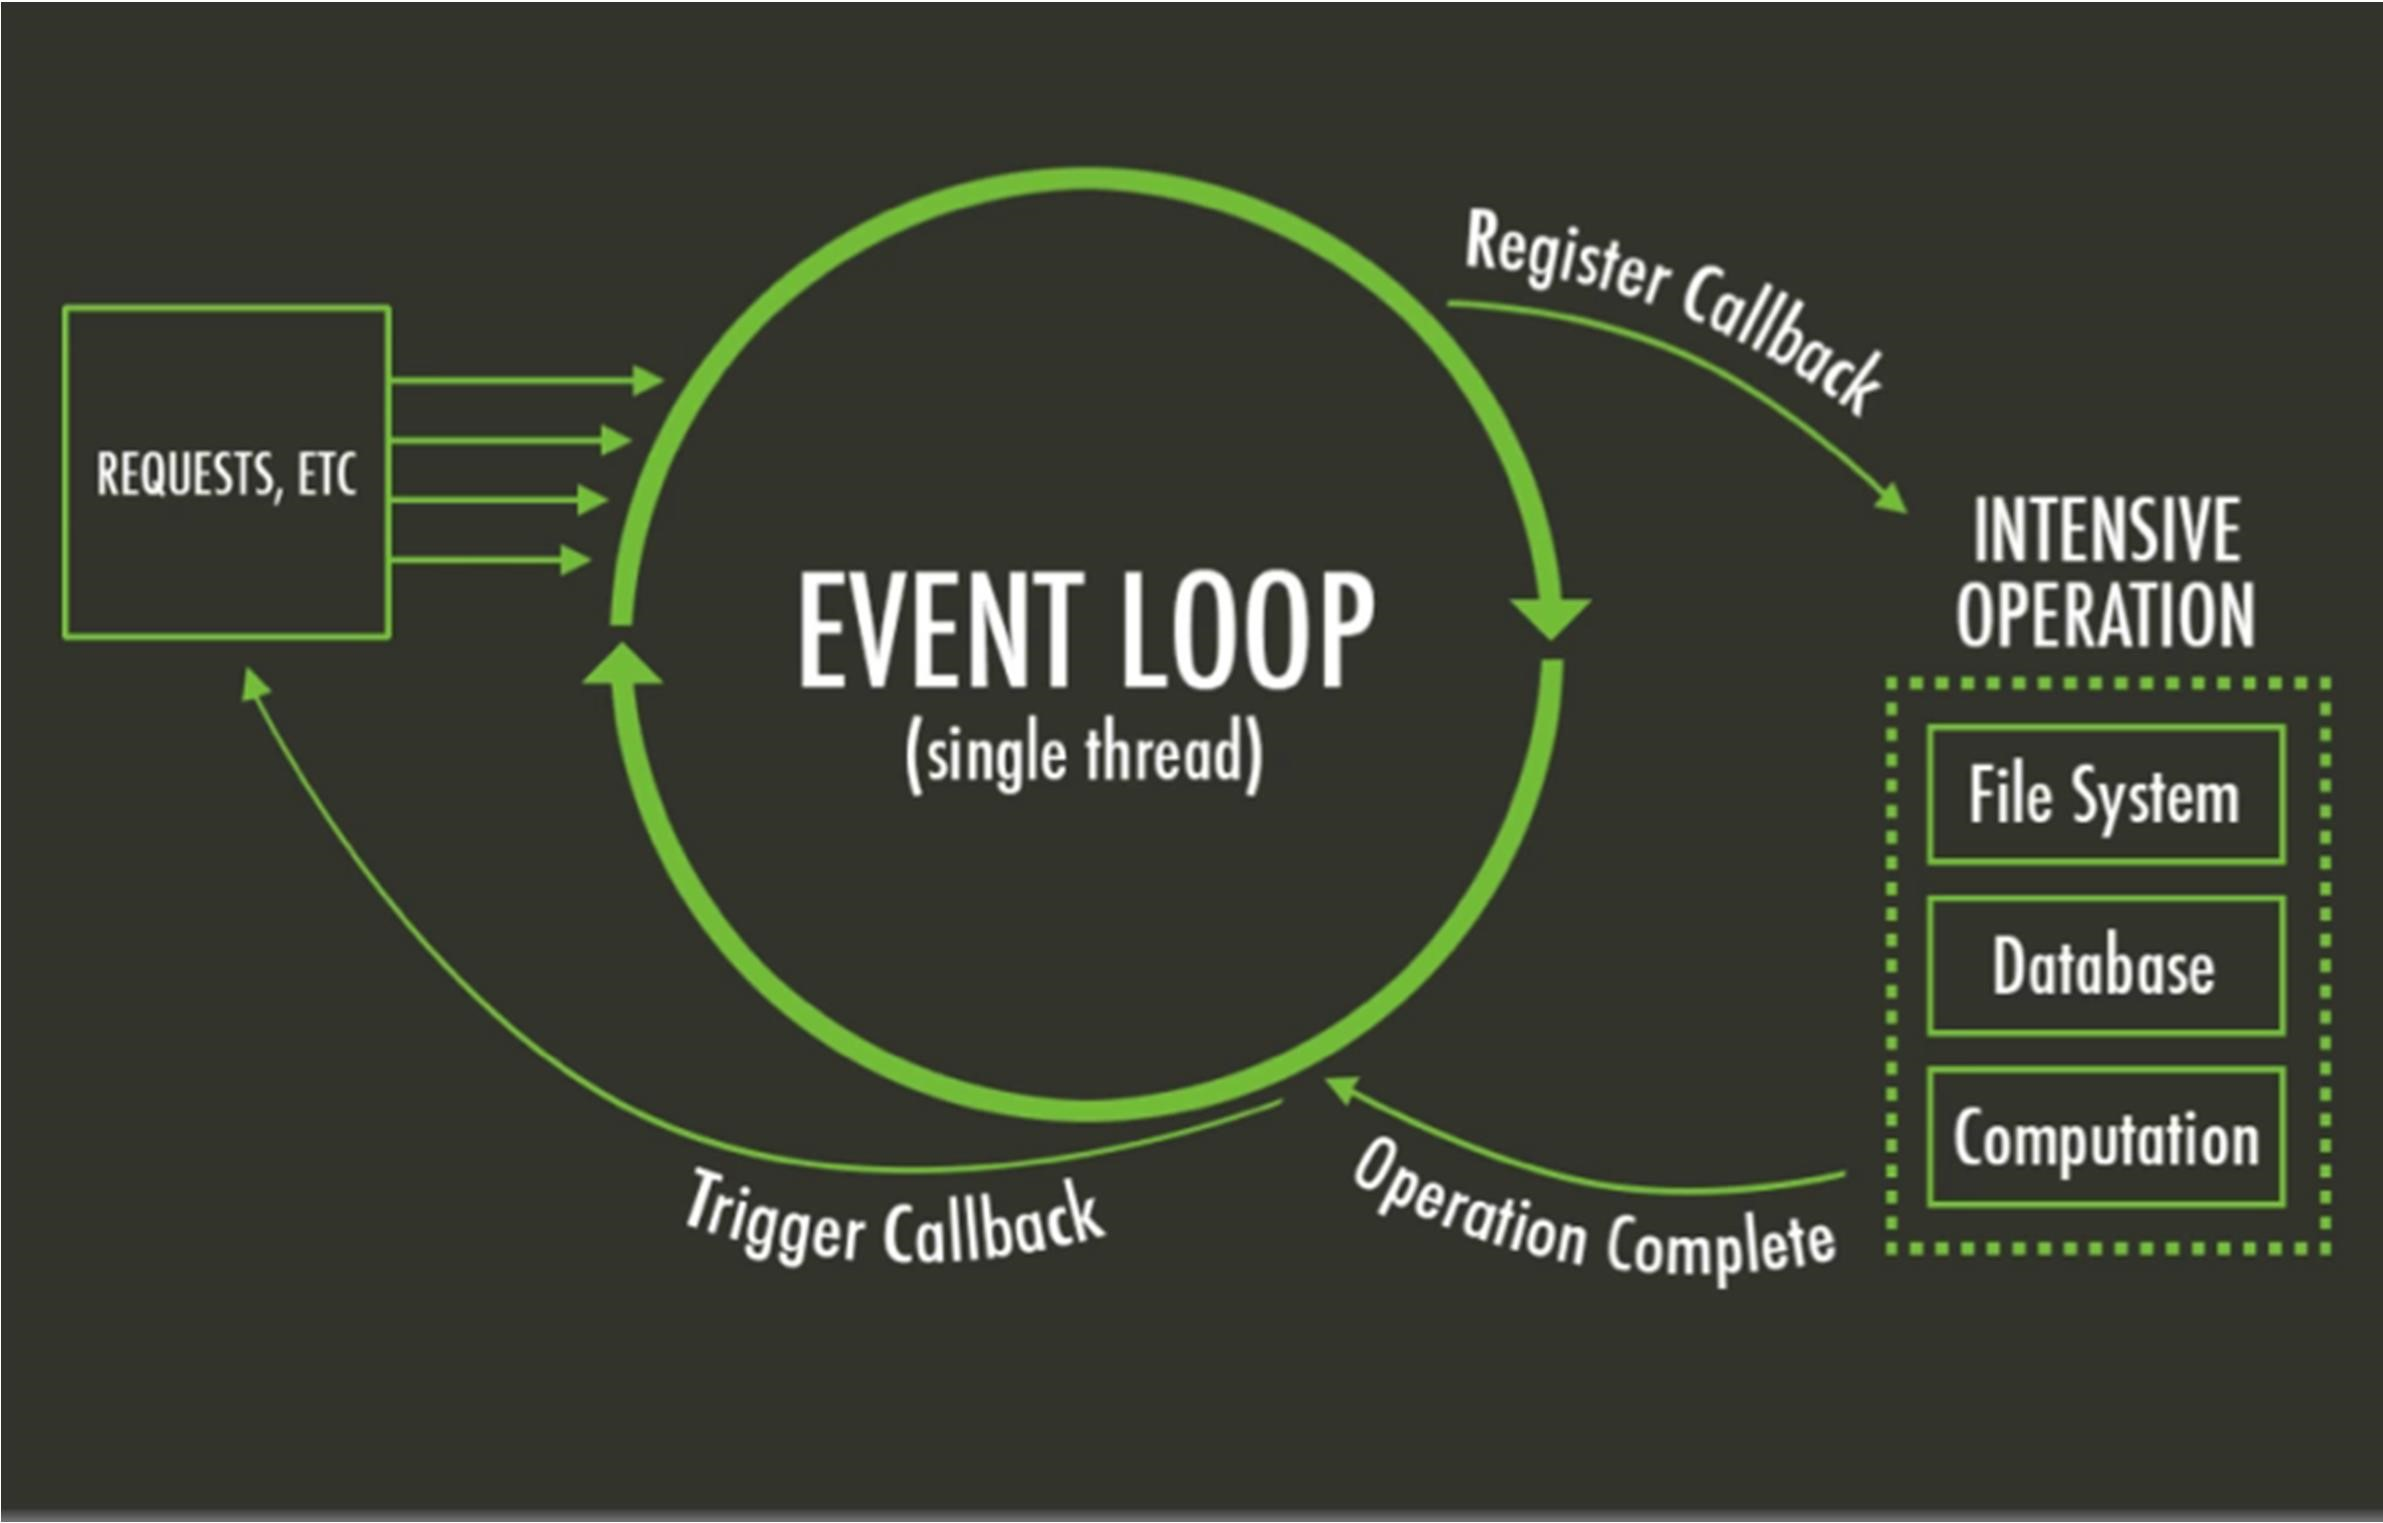 Register Callback
REQUESTS, ETC
EVENT LOOP
(single thread)
INTENSIVE
OPERATION
File System
Database
Computation
Operation Complete
Trigger Callback